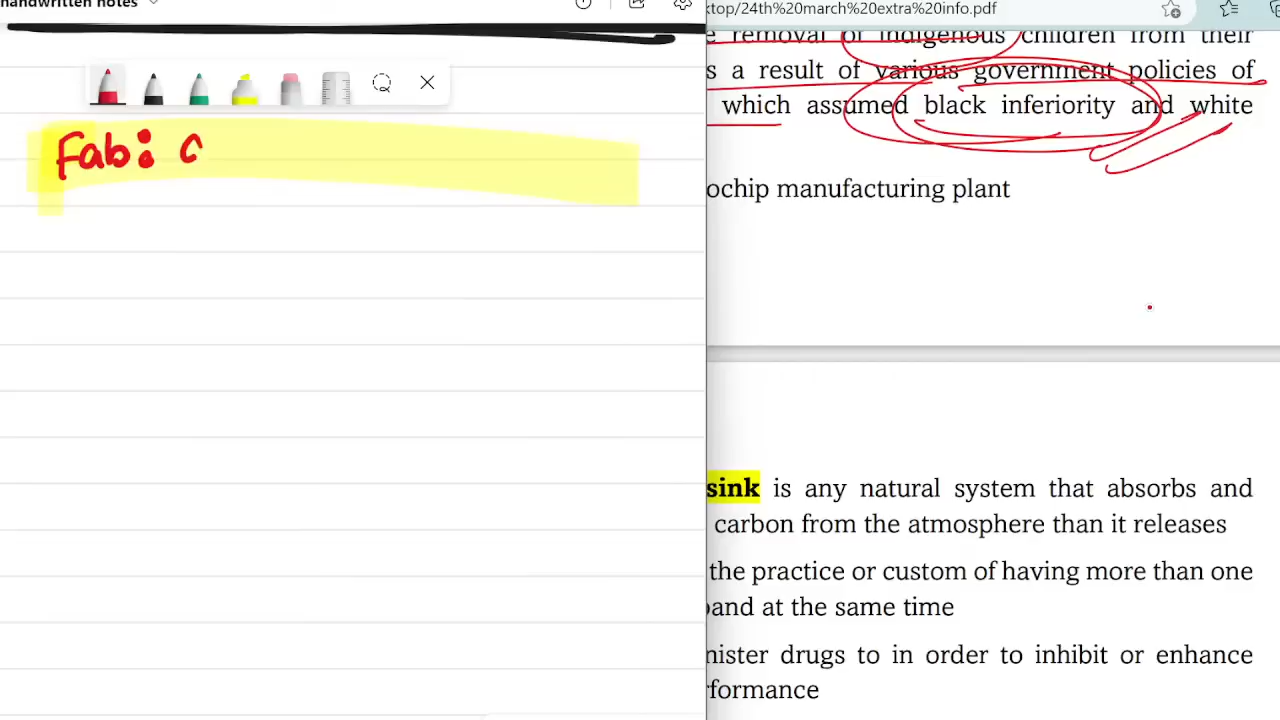 handwritten notes
ktop/24th%20march%20extra%20info.pdf
Fab:
e removal of indigenous children from their
s a result of various government policies of
which assumed black inferiority and white
ochip manufacturing plant
sink is any natural system that absorbs and
carbon from the atmosphere than it releases
the practice or custom of having more than one
band at the same time
nister drugs to in order to inhibit or enhance
rformance